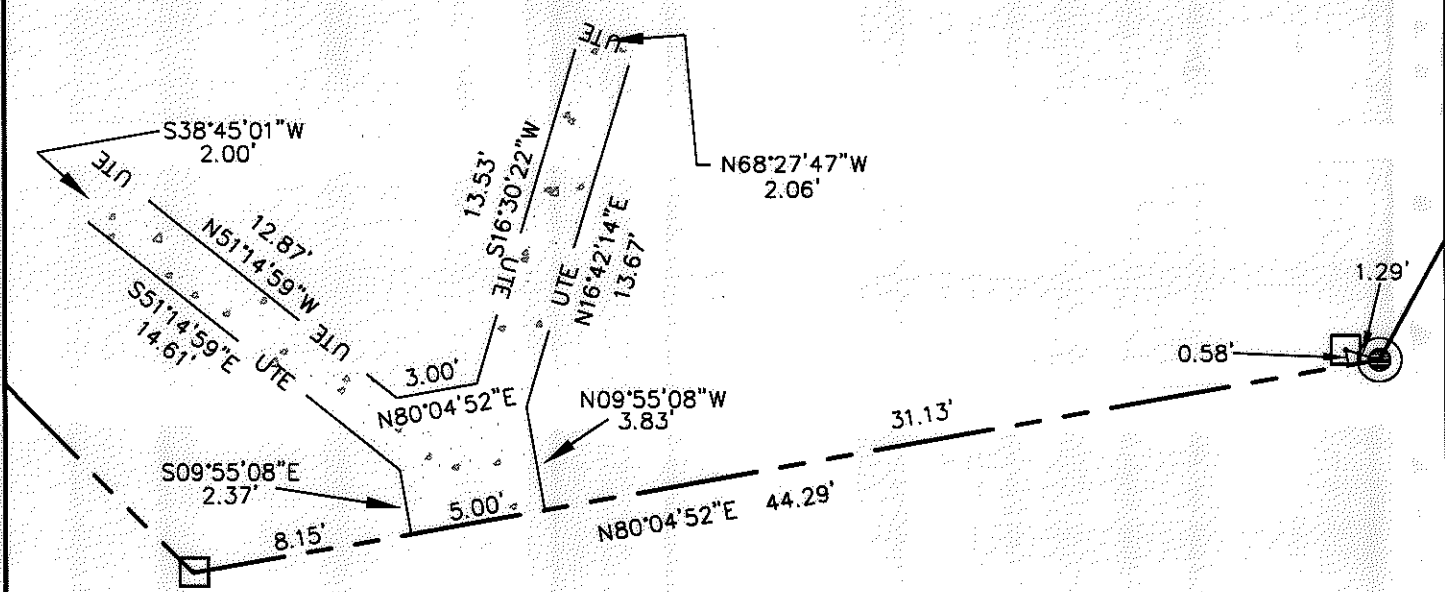 UTE
S38°45'01"W
2.00'
UTE
N68°27'47"W
2.06'
13.53'
S16°30'22"W
UTE
12.87'
N51°14'59"W
UTE
S51°14'59"E
14.61'
UTE
UTE
N16°42'14"E
13.67'
1.29'
0.58'
3.00'
N80°04'52"E
N09°55'08"W
3.83'
31.13'
S09°55'08"E
2.37'
5.00'
N80°04'52"E 44.29'
8.15'